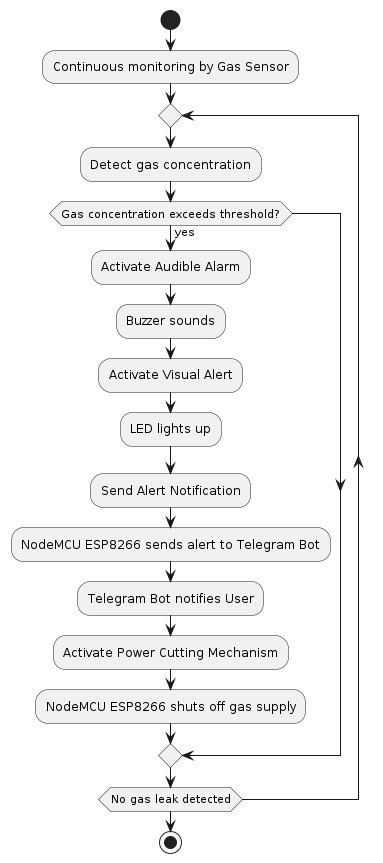 Continuous monitoring by Gas Sensor
Detect gas concentration
Gas concentration exceeds threshold?
yes
Activate Audible Alarm
Buzzer sounds
Activate Visual Alert
LED lights up
Send Alert Notification
NodeMCU ESP8266 sends alert to Telegram Bot
Telegram Bot notifies User
Activate Power Cutting Mechanism
NodeMCU ESP8266 shuts off gas supply
No gas leak detected